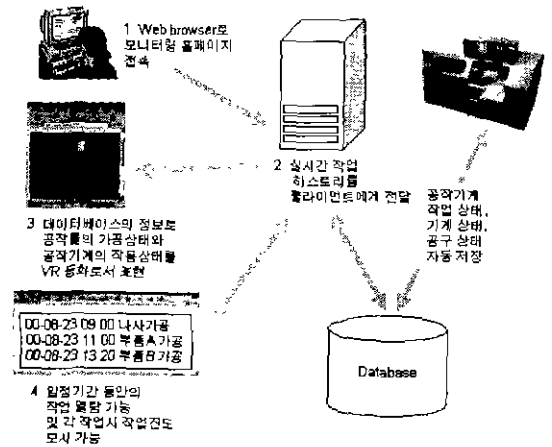 1 Web browser로
모니터링 홈페이지
접속
2 실시간 작업
히스토리를
클라이언트에게 전달
공작기계
작업 상태,
기계 상태,
공구 상태
자동 저장
3 데이터베이스의 정보로
공작물의 가공상태와
공작기계의 작동상태를
VR 동화로서 표현
00-08-23 09 00 나사가공
00-08-23 11 00 부품A가공
00-08-23 13 20 부품B가공
4 일정기간 동안의
작업 열람 가능
및 각 작업시 작업진도
모사 가능
Database